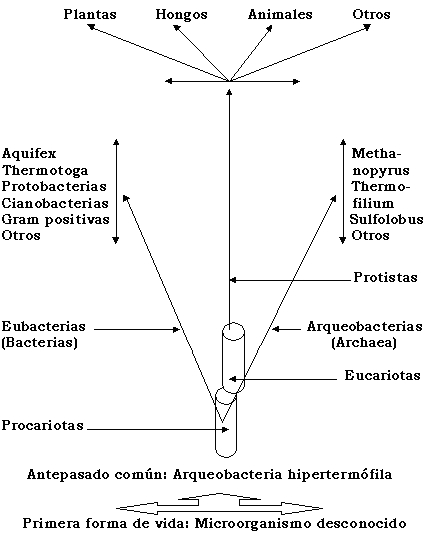 Plantas Hongos Animales Otros
Aquifex
Thermotoga
Protobacterias
Cianobacterias
Gram positivas
Otros
Metha-
nopyrus
Thermo-
filium
Sulfolobus
Otros
Protistas
Eubacterias
(Bacterias)
Arqueobacterias
(Archaea)
Eucariotas
Procariotas
Antepasado común: Arqueobacteria hipertermófila
Primera forma de vida: Microorganismo desconocido